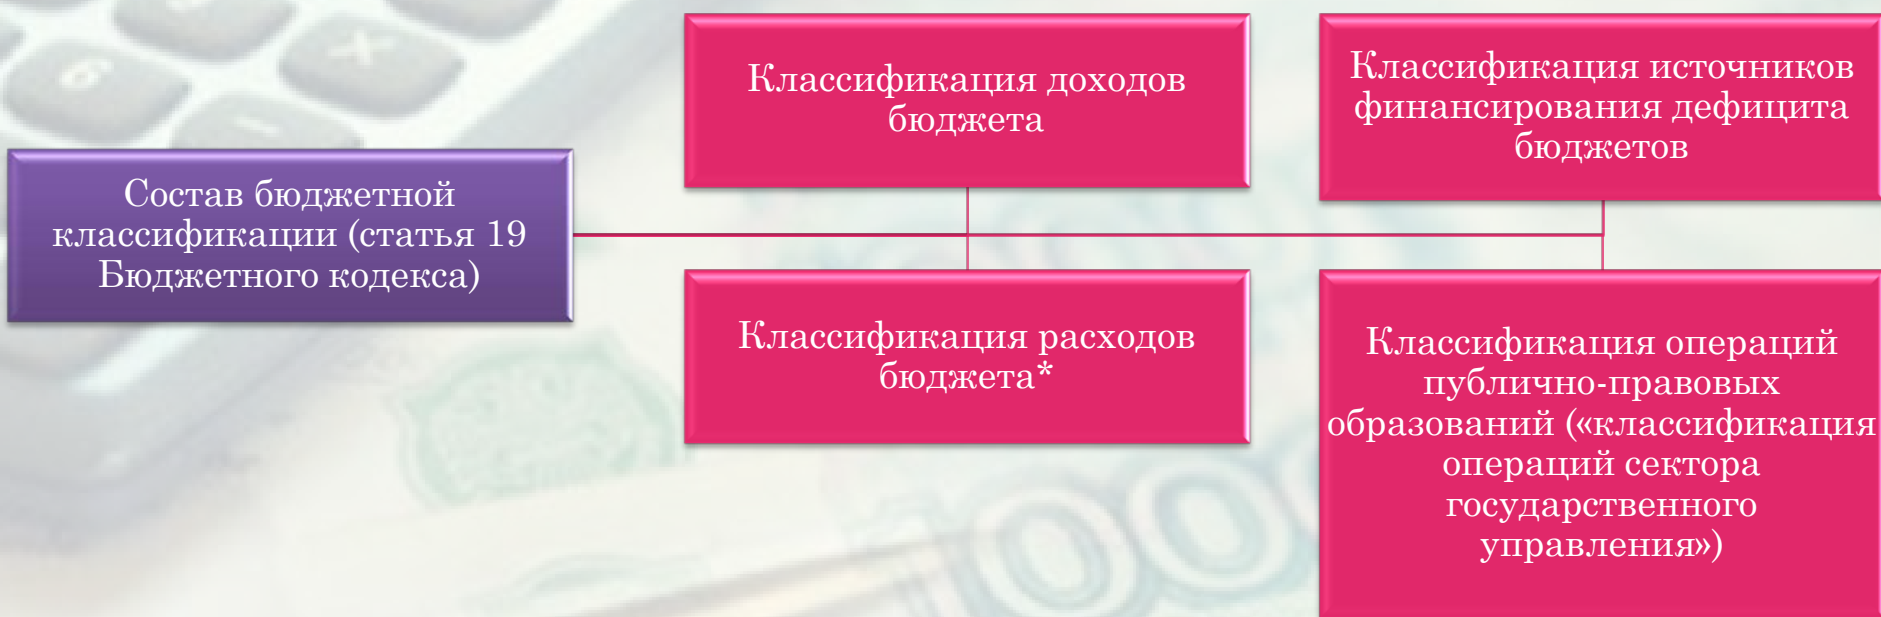 Состав бюджетной
классификации (статья 19
Бюджетного кодекса)
Классификация доходов
бюджета
Классификация источников
финансирования дефицита
бюджетов
Классификация расходов
бюджета*
Классификация операций
публично-правовых
образований («классификация
операций сектора
государственного
управления»)